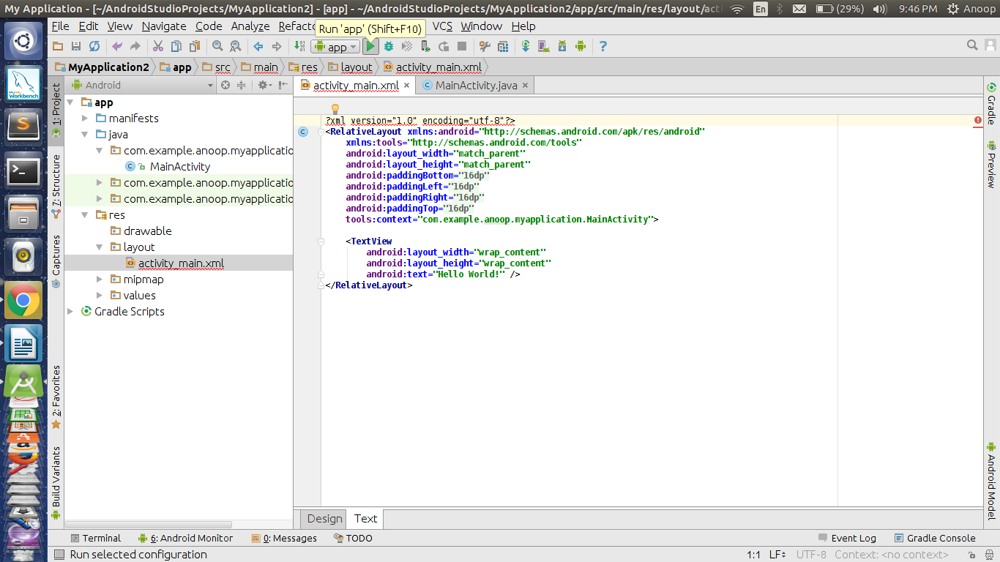 My Application - [~/AndroidStudioProjects/MyApplication2] - [app] - ~/AndroidStudioProjects/MyApplication2/app/src/main/res/layout/acti
En
(29%)
9:46 PM
Anoop
File Edit View Navigate Code Analyze Refacto
VCS Window Help
Run 'app' (Shift+F10)
app
MyApplication2
app
src
main
res
layout
activity_main.xml
Android
activity_main.xml
MainActivity.java
MySQL
Workbench
1: Project
7: Structure
Captures
2: Favorites
Build Variants
app
manifests
java
com.example.anoop.myapplicatio
MainActivity
com.example.anoop.myapplicatio
com.example.anoop.myapplicatio
res
drawable
layout
activity_main.xml
mipmap
values
Gradle Scripts
?xml version="1.0" encoding="utf-8"?>
<RelativeLayout xmlns:android="http://schemas.android.com/apk/res/android"
xmlns:tools="http://schemas.android.com/tools"
android:layout_width="match_parent"
android:layout_height="match_parent"
android:paddingBottom="16dp"
android:paddingLeft="16dp"
android:paddingRight="16dp"
android:paddingTop="16dp"
tools:context="com.example.anoop.myapplication.MainActivity">
<TextView
android:layout_width="wrap_content"
android:layout_height="wrap_content"
android:text="Hello World!" />
</RelativeLayout>
Gradle
Preview
Android Model
Design
Text
Terminal
6: Android Monitor
0: Messages
TODO
Event Log
Gradle Console
Run selected configuration
1:1
LF
UTF-8
Context: <no context>